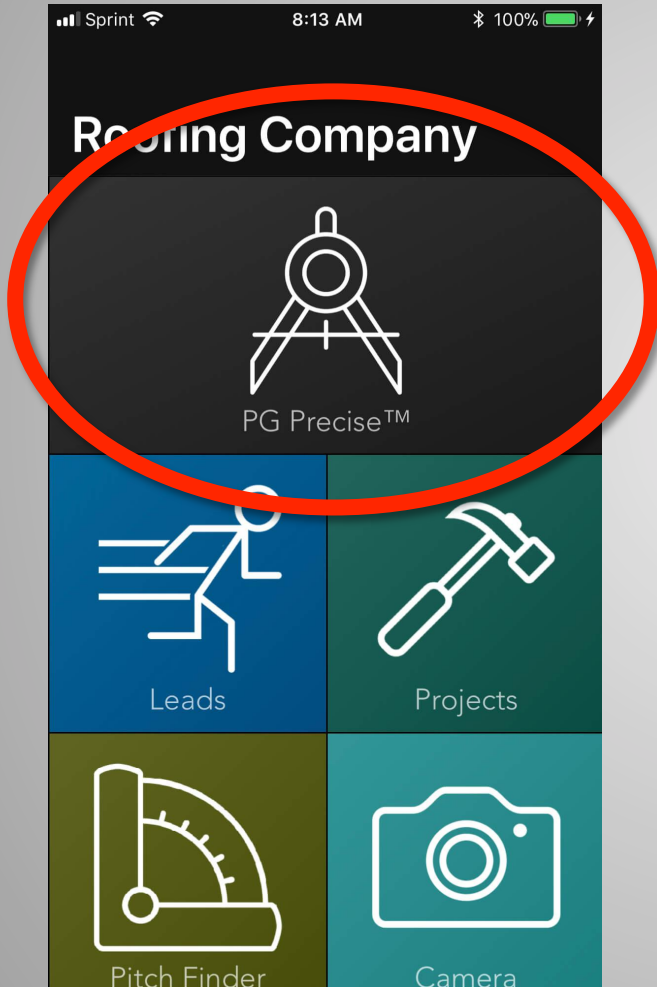 Sprint 8:13 AM 100%
Roofing Company
PG Precise™
Leads Projects
Pitch Finder Camera